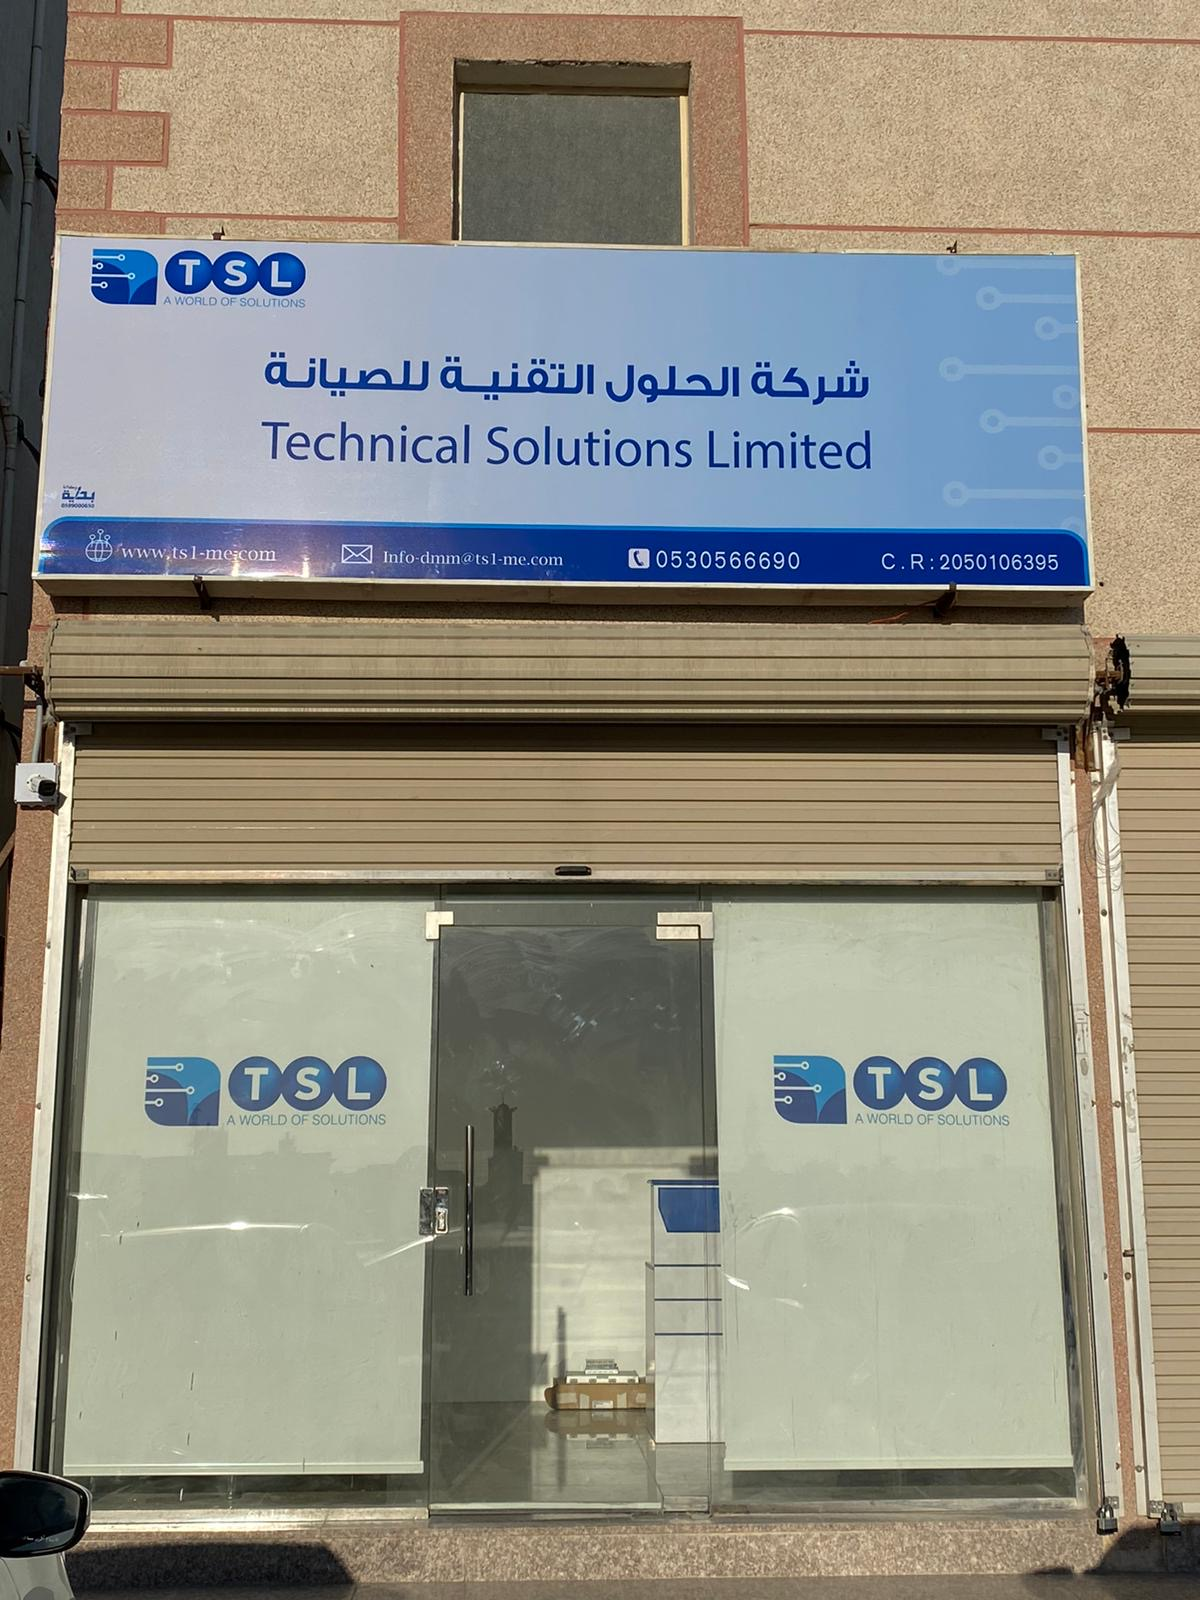 TSL
A WORLD OF SOLUTIONS
شركة الحلول التقنية للصيانة
Technical Solutions Limited
بداية
www.ts1-me.com
Info-dmm@ts1-me.com
0530566690
C.R: 2050106395
TSL
A WORLD OF SOLUTIONS
TSL
A WORLD OF SOLUTIONS